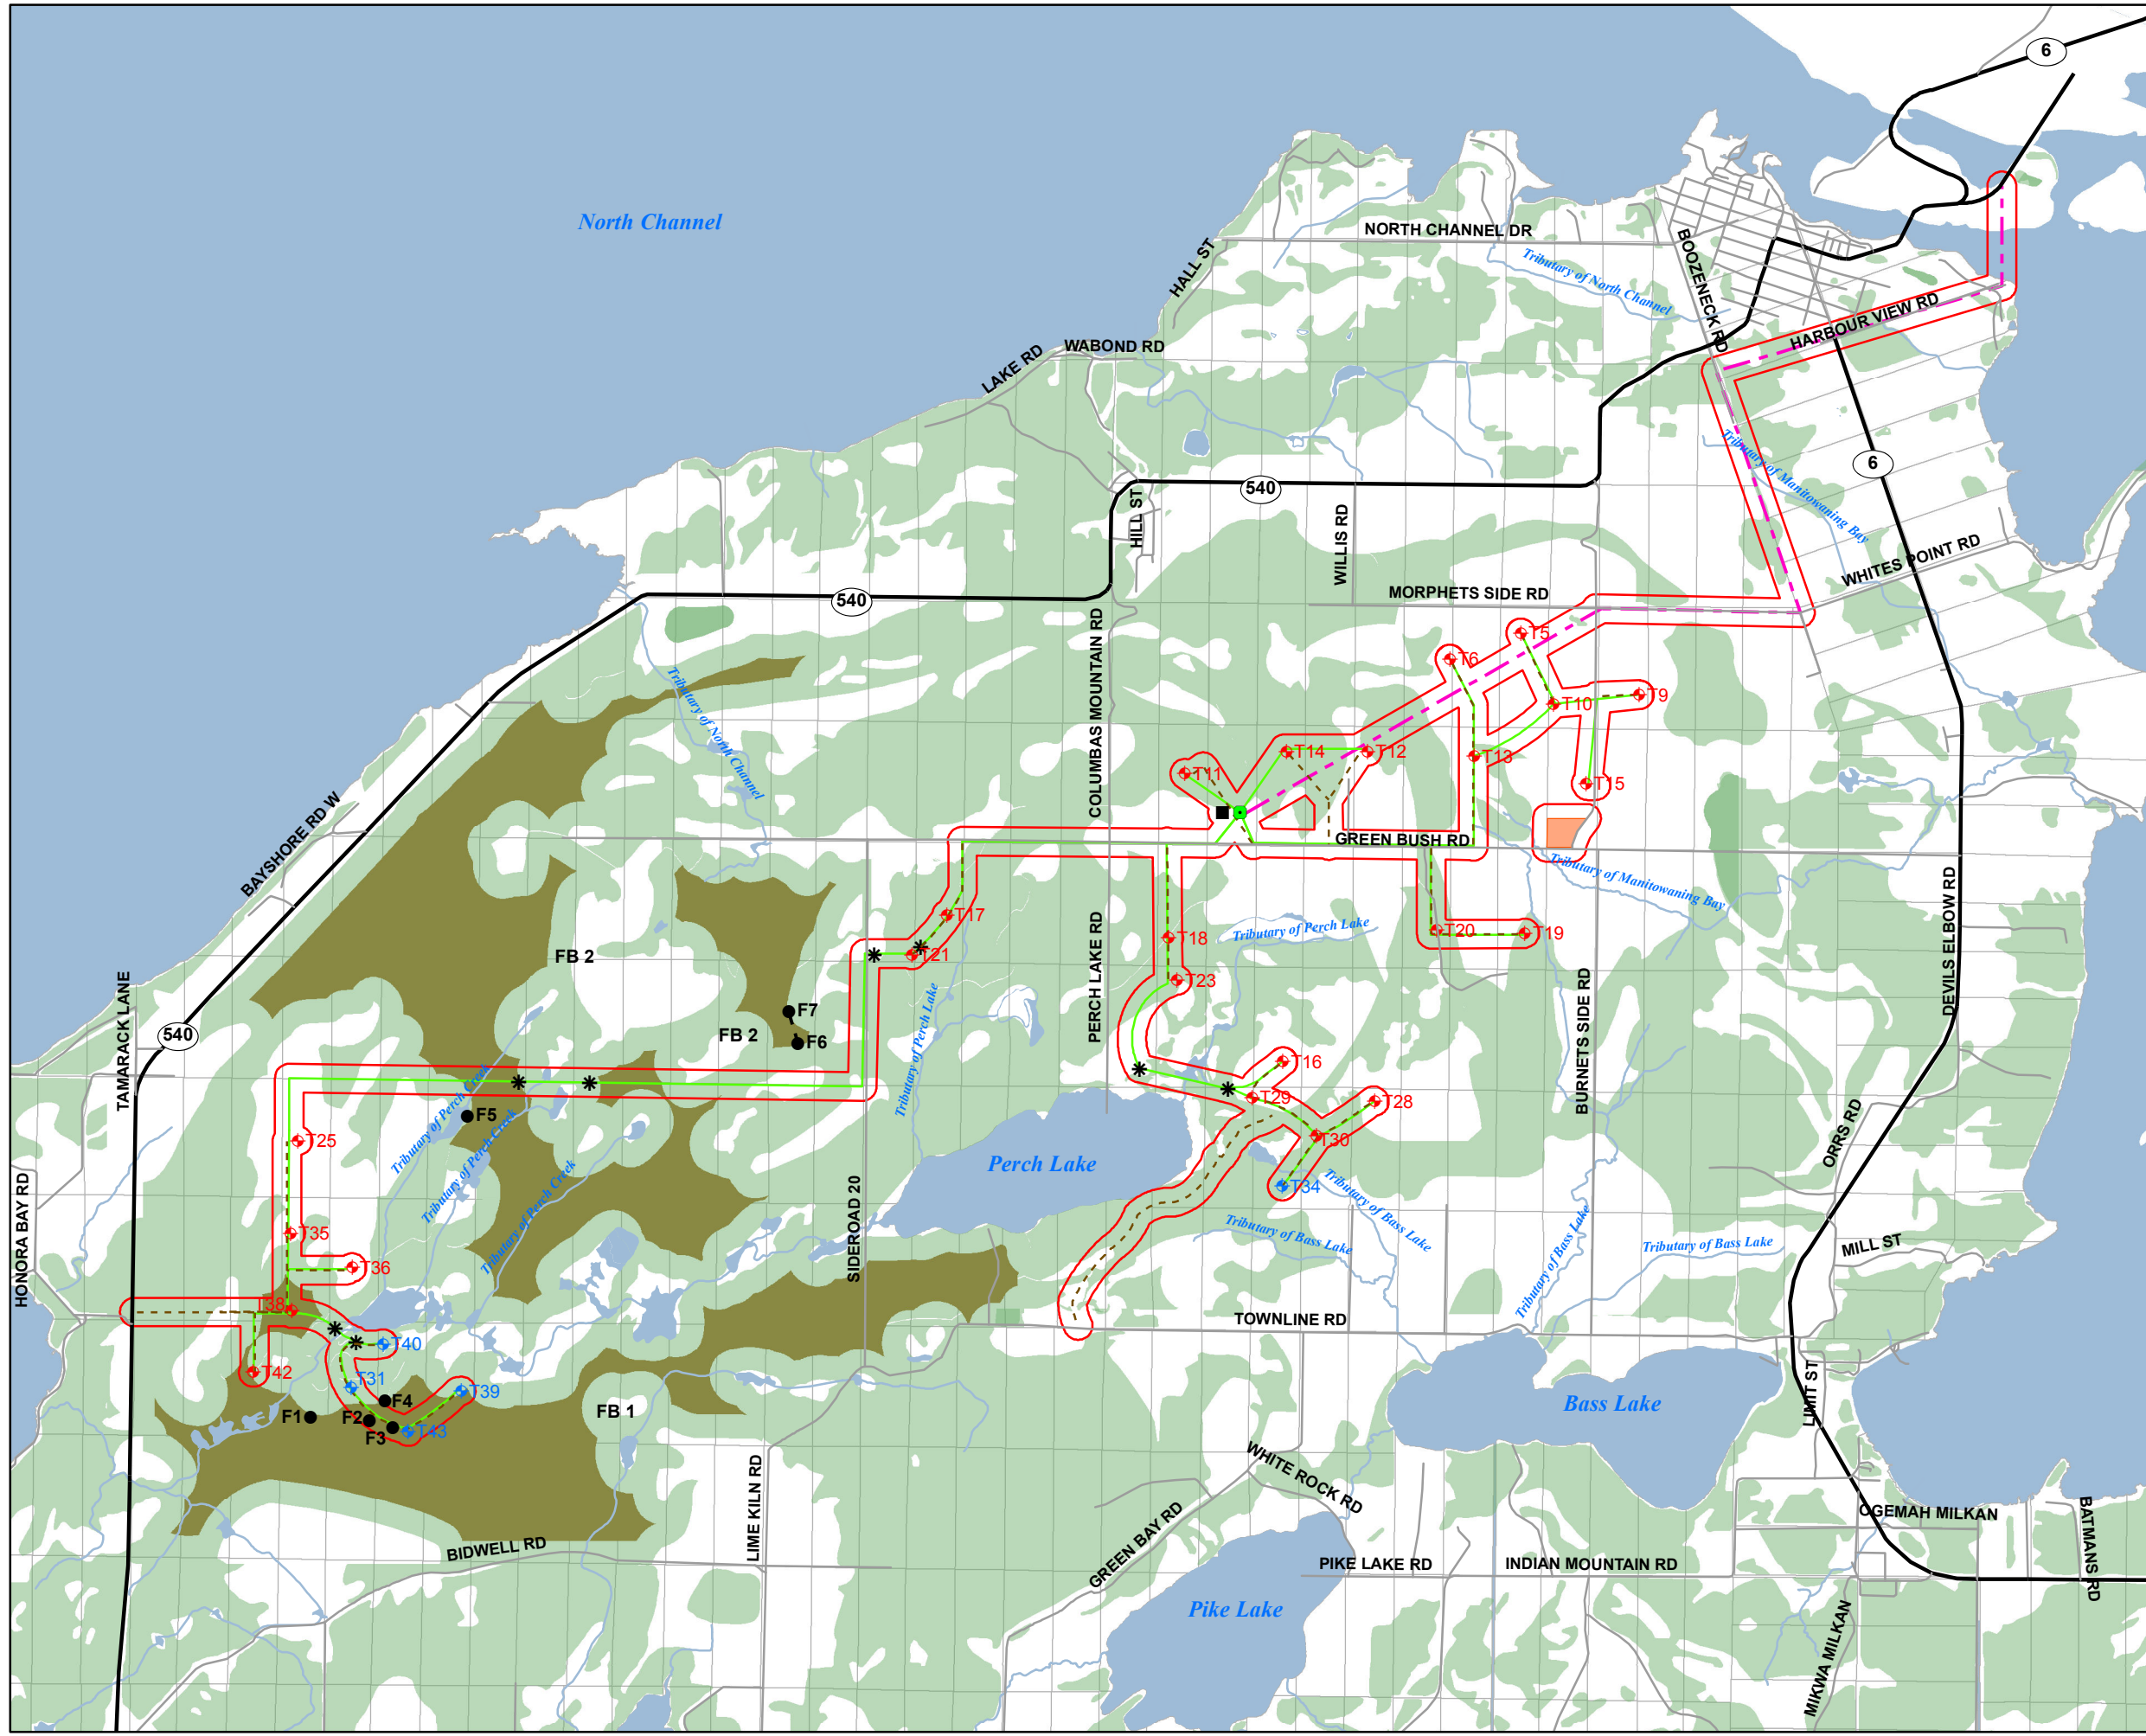 6
North Channel
NORTH CHANNEL DR
HALL ST
BOOZENECK RD
Tributary of North Channel
HARBOUR VIEW RD
WABOND RD
LAKE RD
6
Tributary of Manitowaning Bay
540
HILL ST
WILLIS RD
WHITES POINT RD
MORPHETS SIDE RD
540
COLUMBAS MOUNTAIN RD
T5
T6
Tributary of North Channel
T9
T10
T14
T12
T13
T11
T15
BAYSHORE RD W
GREEN BUSH RD
Tributary of Manitowaning Bay
DEVILS ELBOW RD
T17
Tributary of Perch Lake
T20
T19
T18
FB 2
T21
PERCH LAKE RD
T23
TAMARACK LANE
540
F7
FB 2
F6
Tributary of Perch Lake
BURNETS SIDE RD
T16
T29
T28
Tributary of Perch Creek
F5
T25
Tributary of Perch Creek
T30
ORRS RD
Perch Lake
T34
Tributary of Bass Lake
Tributary of Perch Creek
HONORA BAY RD
SIDEROAD 20
T35
Tributary of Bass Lake
Tributary of Bass Lake
Tributary of Bass Lake
MILL ST
T36
T38
TOWNLINE RD
T40
T42
T31
T39
LIMIT ST
F4
F1
F2
FB 1
Bass Lake
F3
T43
WHITE ROCK RD
LIME KILN RD
GREEN BAY RD
OGEMAH MILKAN
BATMANS RD
BIDWELL RD
PIKE LAKE RD
INDIAN MOUNTAIN RD
Pike Lake
MIKWA MILKAN